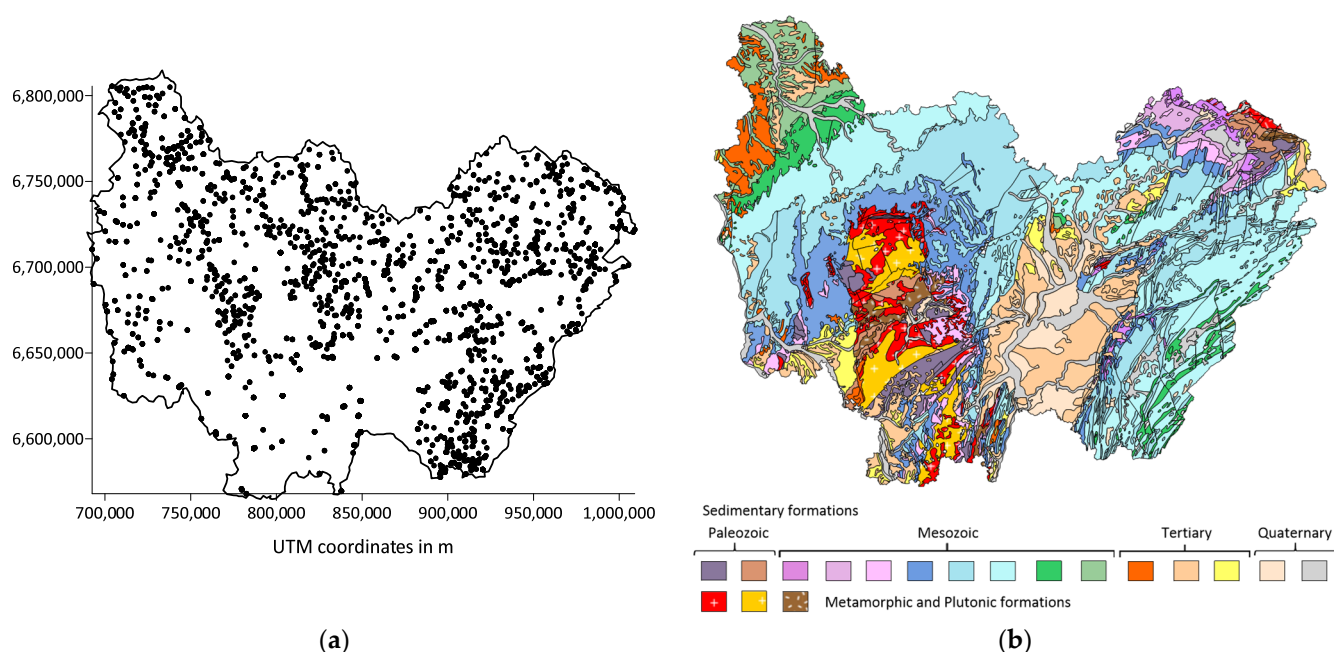 6,800,000
6,750,000
6,700,000
6,650,000
6,600,000
700,000 750,000 800,000 850,000 900,000 950,000 1,000,000
UTM coordinates in m
(a)
Sedimentary formations
Paleozoic Mesozoic Tertiary Quaternary
Metamorphic and Plutonic formations
(b)